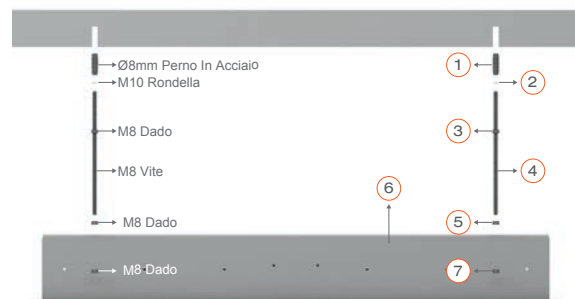 Ø8mm Perno In Acciaio
1
M10 Rondella
2
M8 Dado
3
M8 Vite
4
6
M8 Dado
5
M8 Dado
7